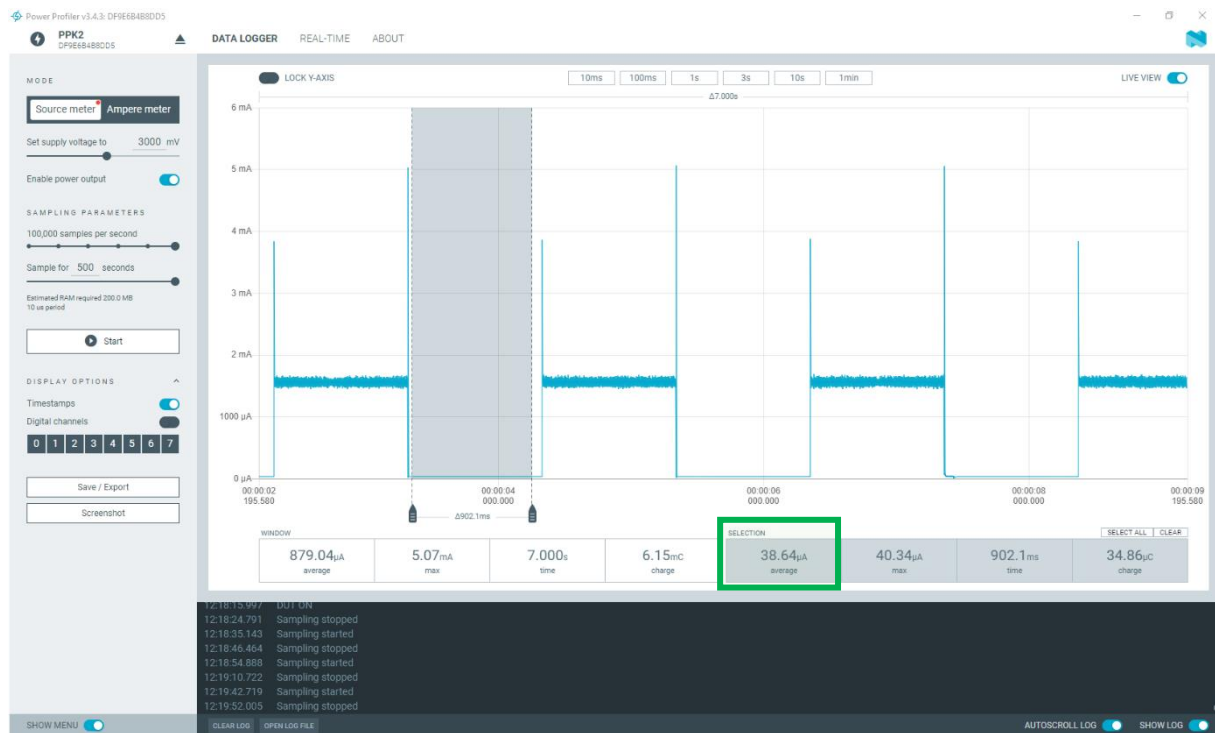 Power Profiler v3.4.3: DF9E6B4B8DD5
PPK2
DF9E6B4B8DD5
DATA LOGGER
REAL-TIME
ABOUT
MODE
Source meter
Ampere meter
Set supply voltage to 3000 mV
Enable power output
SAMPLING PARAMETERS
100,000 samples per second
Sample for 500 seconds
Estimated RAM required 200.0 MB
10 us period
Start
DISPLAY OPTIONS
Timestamps
Digital channels
0 1 2 3 4 5 6 7
Save / Export
Screenshot
SHOW MENU
LOCK Y-AXIS
10ms
100ms
1s
3s
10s
1min
LIVE VIEW
Δ7.000s
6 mA
5 mA
4 mA
3 mA
2 mA
1000 µA
0 µA
00:00:02
195.580
00:00:04
000.000
00:00:06
000.000
00:00:08
000.000
00:00:09
195.580
Δ902.1ms
WINDOW
879.04µA
average
5.07mA
max
7.000s
time
6.15mC
charge
SELECTION
SELECT ALL
CLEAR
38.64µA
average
40.34µA
max
902.1ms
time
34.86µC
charge
12:18:15.997 DUT ON
12:18:24.791 Sampling stopped
12:18:35.143 Sampling started
12:18:46.464 Sampling stopped
12:18:54.888 Sampling started
12:19:10.722 Sampling stopped
12:19:42.719 Sampling started
12:19:52.005 Sampling stopped
CLEAR LOG
OPEN LOG FILE
AUTOSCROLL LOG
SHOW LOG